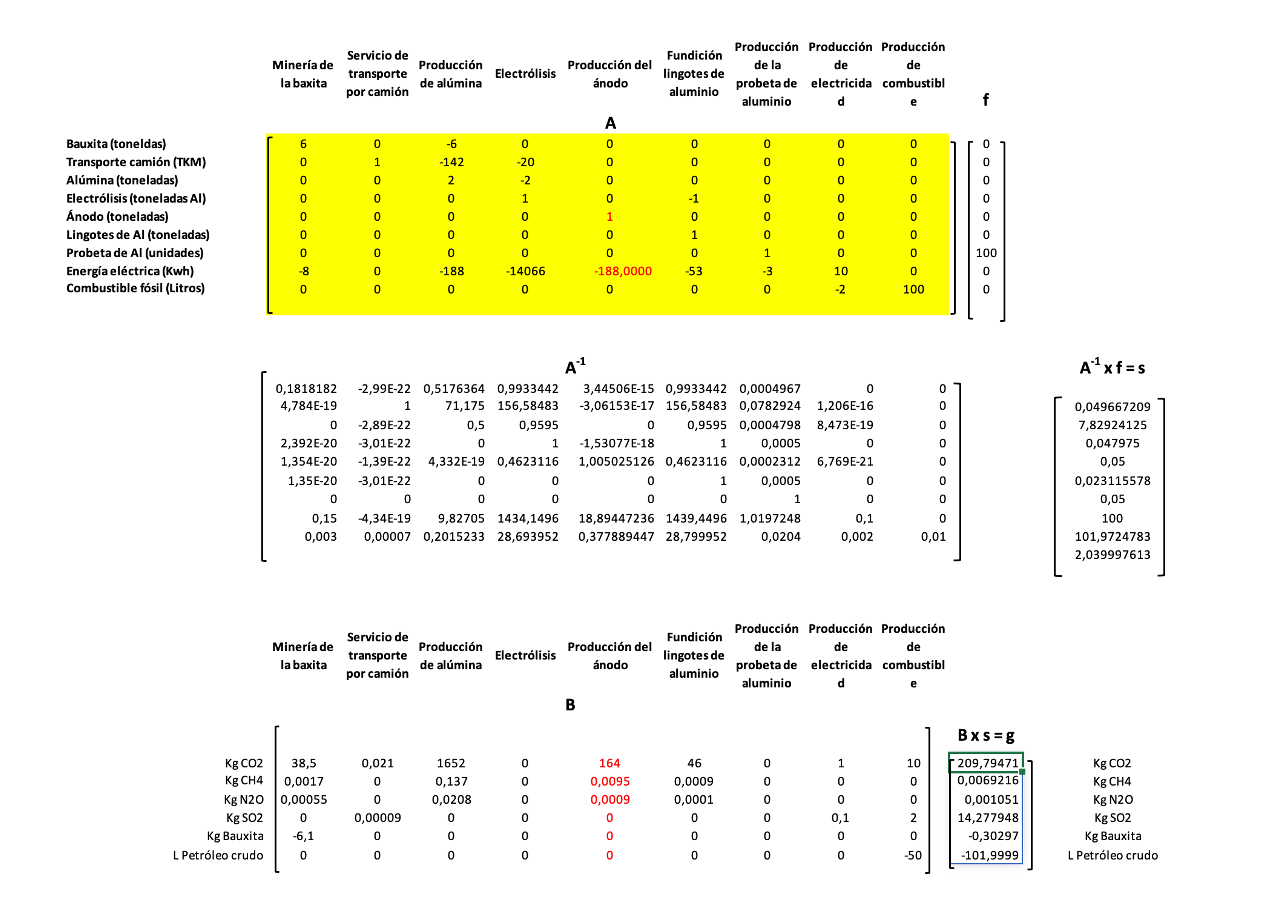 Minería de la baxita Servicio de transporte por camión Producción de alúmina Electrólisis Producción del ánodo Fundición lingotes de aluminio Producción de la probeta de aluminio Producción de electricidad Producción de combustible f
A
Bauxita (toneldas) 6 0 -6 0 0 0 0 0 0 0
Transporte camión (TKM) 0 1 -142 -20 0 0 0 0 0 0
Alúmina (toneladas) 0 0 2 -2 0 0 0 0 0 0
Electrólisis (toneladas Al) 0 0 0 1 0 -1 0 0 0 0
Ánodo (toneladas) 0 0 0 0 1 0 0 0 0 0
Lingotes de Al (toneladas) 0 0 0 0 0 1 0 0 0 0
Probeta de Al (unidades) 0 0 0 0 0 0 1 0 0 100
Energía eléctrica (Kwh) -8 0 -188 -14066 -188,0000 -53 -3 10 0 0
Combustible fósil (Litros) 0 0 0 0 0 0 0 -2 100 0
A-1 A-1 x f = s
0,1818182 -2,99E-22 0,5176364 0,9933442 3,44506E-15 0,9933442 0,0004967 0 0
4,784E-19 1 71,175 156,58483 -3,06153E-17 156,58483 0,0782924 1,206E-16 0
0 -2,89E-22 0,5 0,9595 0 0,9595 0,0004798 8,473E-19 0
2,392E-20 -3,01E-22 0 1 -1,53077E-18 1 0,0005 0 0
1,354E-20 -1,39E-22 4,332E-19 0,4623116 1,005025126 0,4623116 0,0002312 6,769E-21 0
1,35E-20 -3,01E-22 0 0 0 1 0,0005 0 0
0 0 0 0 0 0 1 0 0
0,15 -4,34E-19 9,82705 1434,1496 18,89447236 1439,4496 1,0197248 0,1 0
0,003 0,00007 0,2015233 28,693952 0,377889447 28,799952 0,0204 0,002 0,01
0,049667209
7,82924125
0,047975
0,05
0,023115578
0,05
100
101,9724783
2,039997613
Minería de la baxita Servicio de transporte por camión Producción de alúmina Electrólisis Producción del ánodo Fundición lingotes de aluminio Producción de la probeta de aluminio Producción de electricidad Producción de combustible
B
B x s = g
Kg CO2 38,5 0,021 1652 0 164 46 0 1 10 209,79471 Kg CO2
Kg CH4 0,0017 0 0,137 0 0,0095 0,0009 0 0 0 0,0069216 Kg CH4
Kg N2O 0,00055 0 0,0208 0 0,0009 0,0001 0 0 0 0,001051 Kg N2O
Kg SO2 0 0,00009 0 0 0 0 0 0,1 2 14,277948 Kg SO2
Kg Bauxita -6,1 0 0 0 0 0 0 0 0 -0,30297 Kg Bauxita
L Petróleo crudo 0 0 0 0 0 0 0 0 -50 -101,9999 L Petróleo crudo